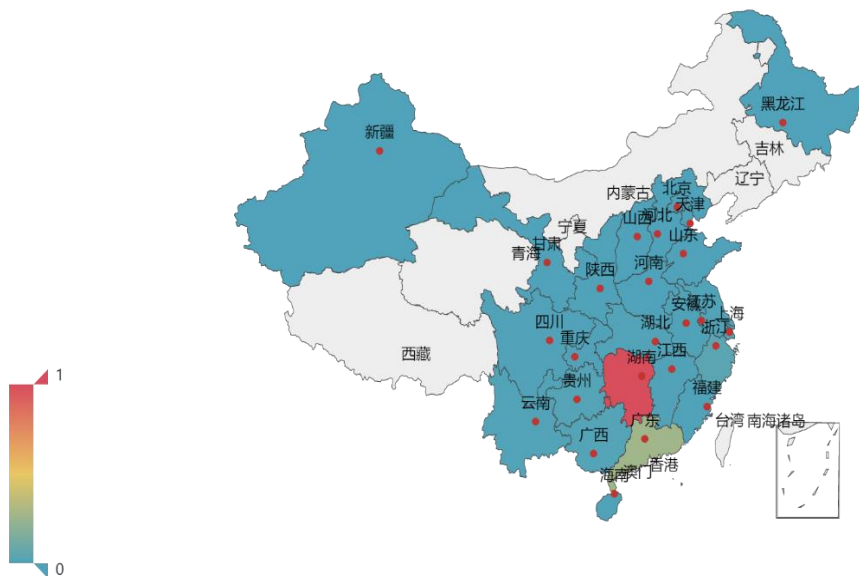 黑龙江
新疆
吉林
辽宁
内蒙古
北京
天津
河北
山西
宁夏
甘肃
青海
山东
陕西
河南
四川
重庆
湖北
安徽
江苏
上海
浙江
西藏
湖南
江西
贵州
云南
福建
广西
广东
台湾
南海诸岛
海南
澳门
香港
1
0